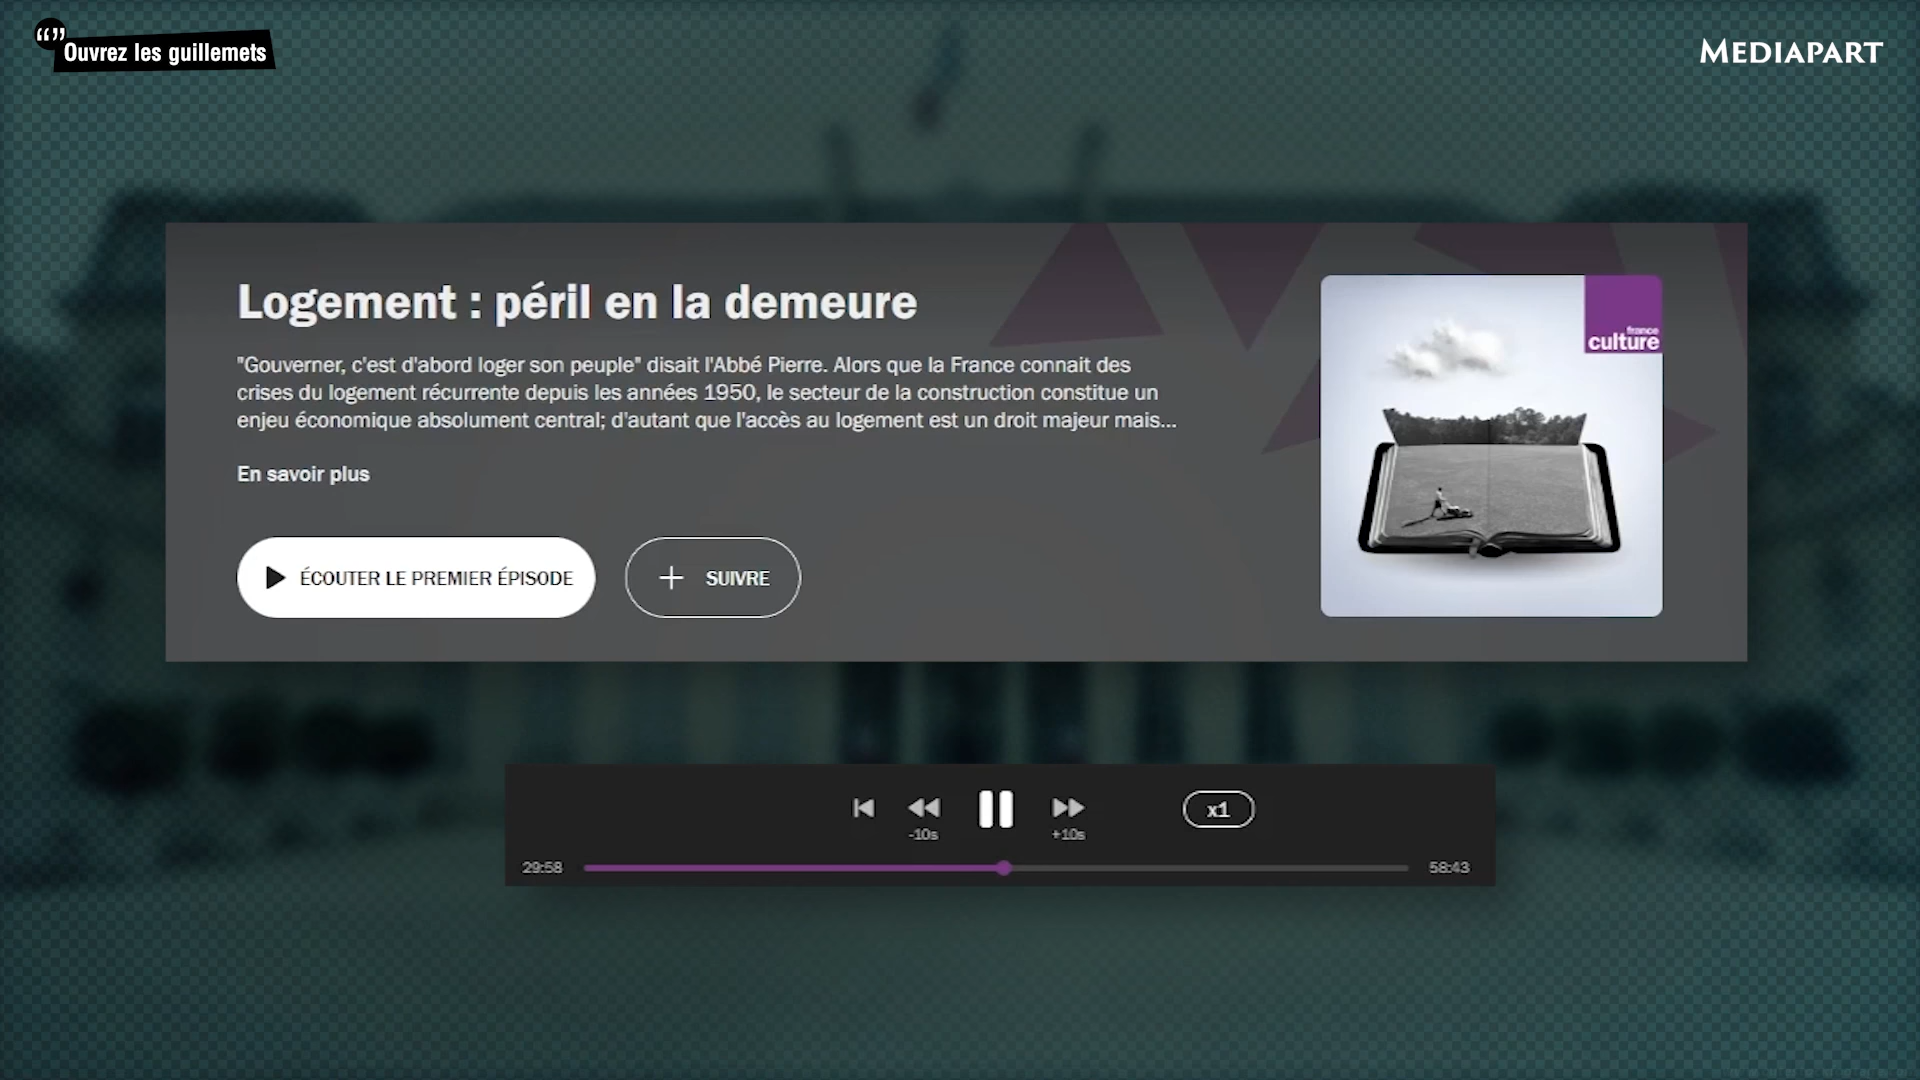 “”
Ouvrez les guillemets
MEDIAPART
Logement : péril en la demeure
france
culture
"Gouverner, c'est d'abord loger son peuple" disait l'Abbé Pierre. Alors que la France connait des
crises du logement récurrente depuis les années 1950, le secteur de la construction constitue un
enjeu économique absolument central; d'autant que l'accès au logement est un droit majeur mais...
En savoir plus
ÉCOUTER LE PREMIER ÉPISODE
SUIVRE
x1
-10s
+10s
29:58
58:43